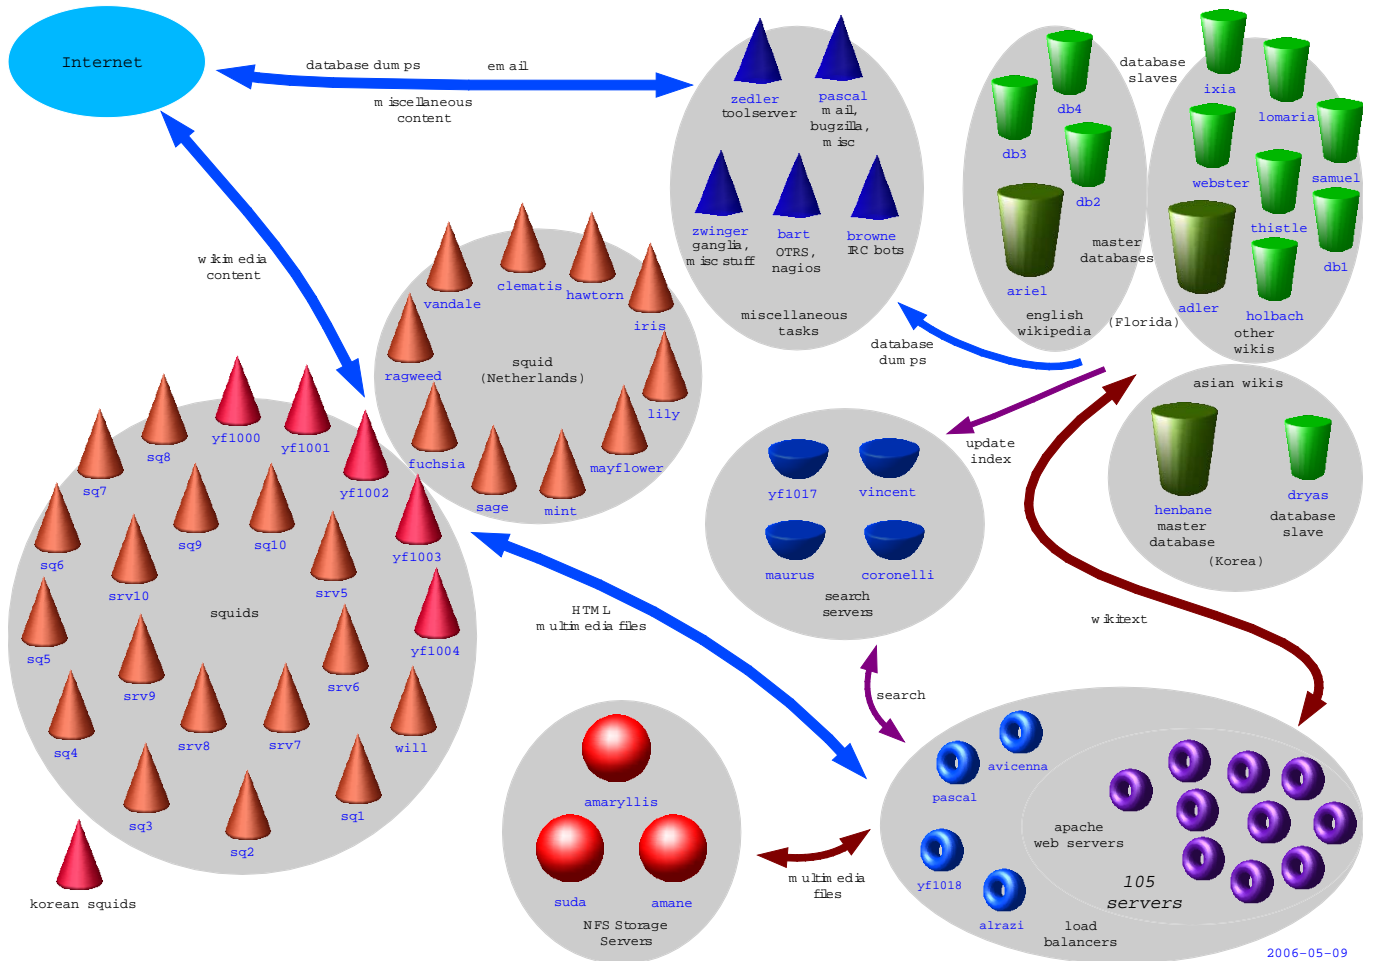 Internet
database dumps
email
miscellaneous
content
wikimedia
content
zedler
toolserver
pascal
mail,
bugzilla,
misc
zwinger
ganglia,
misc stuff
bart
OTRS,
nagios
browne
IRC bots
miscellaneous
tasks
db4
db3
db2
ariel
english
wikipedia
database
slaves
master
databases
(Florida)
ixia
lomaria
webster
samuel
thistle
db1
adler
holbach
other
wikis
database
dumps
update
index
asian wikis
henbane
master
database
dryas
database
slave
(Korea)
vandale
clematis
hawtorn
iris
ragweed
squid
(Netherlands)
lily
fuchsia
mayflower
sage
mint
yf1000
yf1001
yf1002
yf1003
yf1004
sq8
sq7
sq9
sq10
sq6
srv10
srv5
squids
sq5
srv9
srv6
sq4
srv8
srv7
will
sq3
sq2
sq1
korean squids
yf1017
vincent
maurus
coronelli
search
servers
HTML
multimedia files
wikitext
search
amaryllis
suda
amane
NFS Storage
Servers
multimedia
files
avicenna
pascal
yf1018
alrazi
load
balancers
apache
web servers
105
servers
2006-05-09